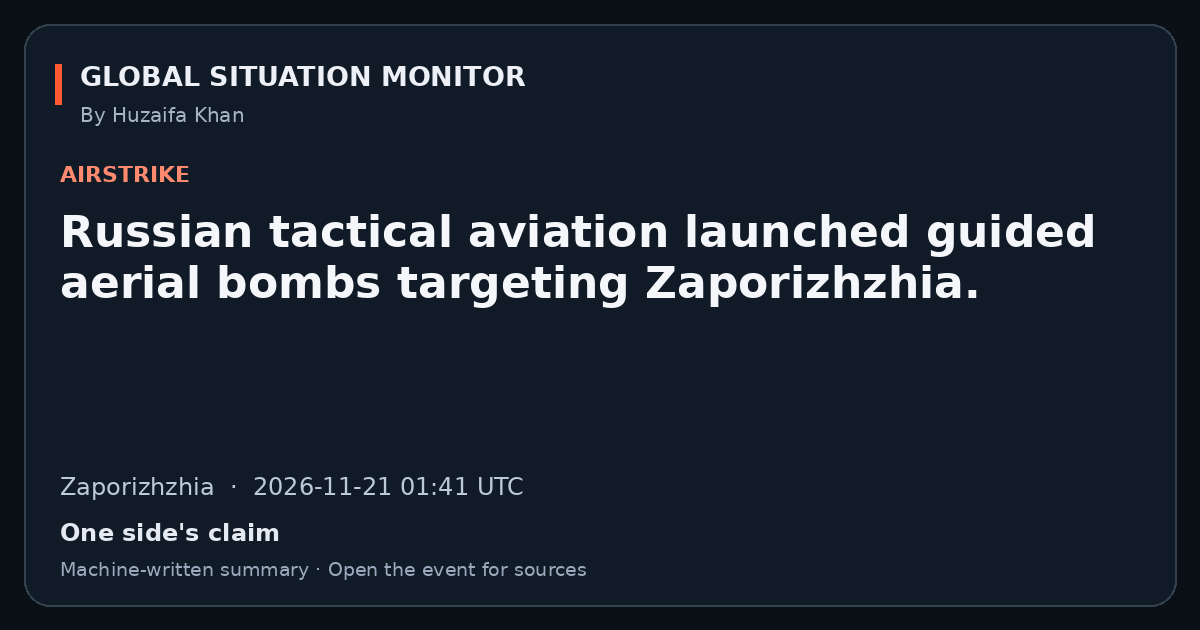 GLOBAL SITUATION MONITOR
By Huzaifa Khan
AIRSTRIKE
Russian tactical aviation launched guided
aerial bombs targeting Zaporizhzhia.
Zaporizhzhia · 2026-11-21 01:41 UTC
One side's claim
Machine-written summary · Open the event for sources